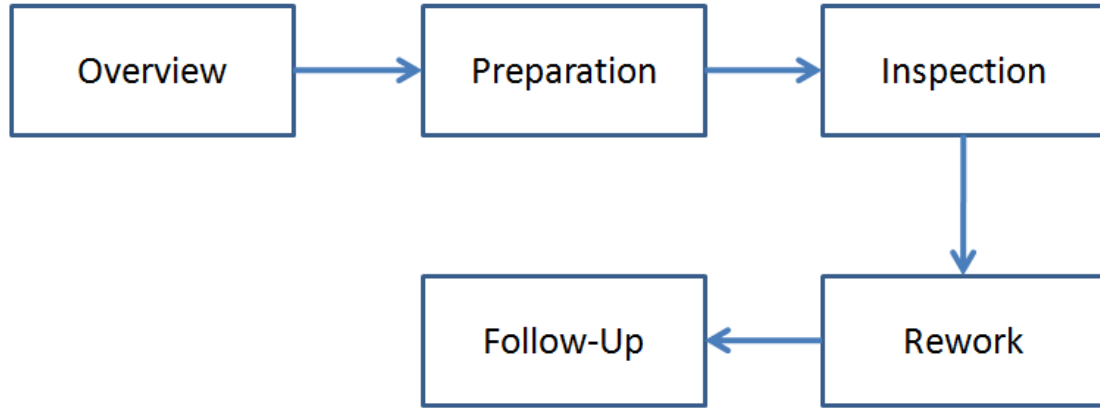 Overview
Preparation
Inspection
Rework
Follow-Up